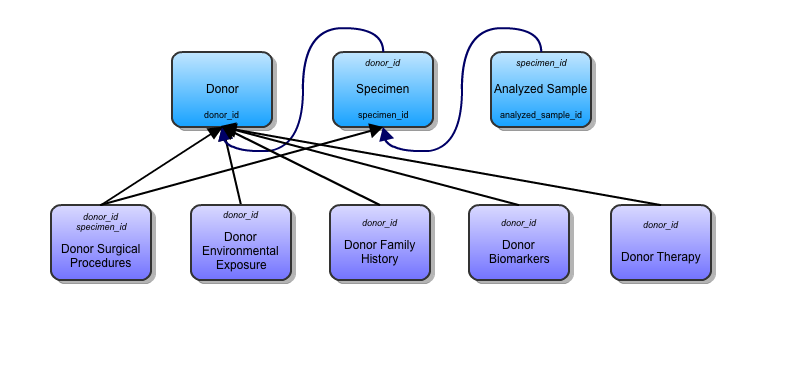 donor_id
specimen_id
Donor
Specimen
Analyzed Sample
donor_id
specimen_id
analyzed_sample_id
donor_id
specimen_id
Donor Surgical
Procedures
donor_id
Donor
Environmental
Exposure
donor_id
Donor Family
History
donor_id
Donor
Biomarkers
donor_id
Donor Therapy